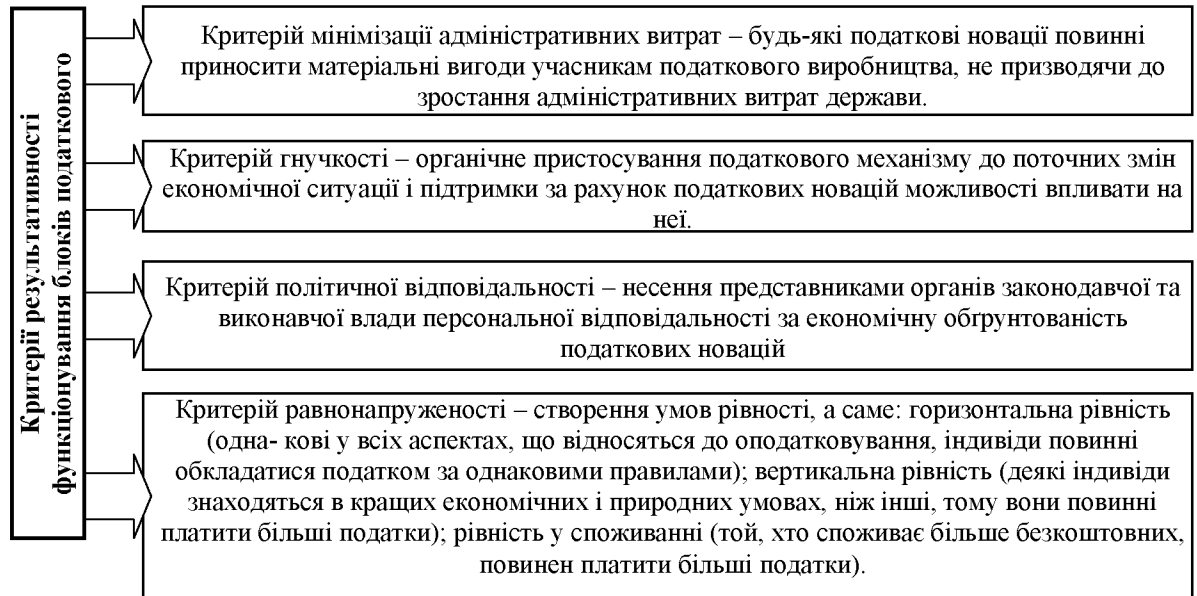 Критерії результативності
функціонування блоків податкового
Критерій мінімізації адміністративних витрат – будь-які податкові новації повинні
приносити матеріальні вигоди учасникам податкового виробництва, не призводячи до
зростання адміністративних витрат держави.
Критерій гнучкості – органічне пристосування податкового механізму до поточних змін
економічної ситуації і підтримки за рахунок податкових новацій можливості впливати на
неї.
Критерій політичної відповідальності – несення представниками органів законодавчої та
виконавчої влади персональної відповідальності за економічну обґрунтованість
податкових новацій
Критерій равнонапруженості – створення умов рівності, а саме: горизонтальна рівність
(одна- кові у всіх аспектах, що відносяться до оподатковування, індивіди повинні
обкладатися податком за однаковими правилами); вертикальна рівність (деякі індивіди
знаходяться в кращих економічних і природних умовах, ніж інші, тому вони повинні
платити більші податки); рівність у споживанні (той, хто споживає більше безкоштовних,
повинен платити більші податки).